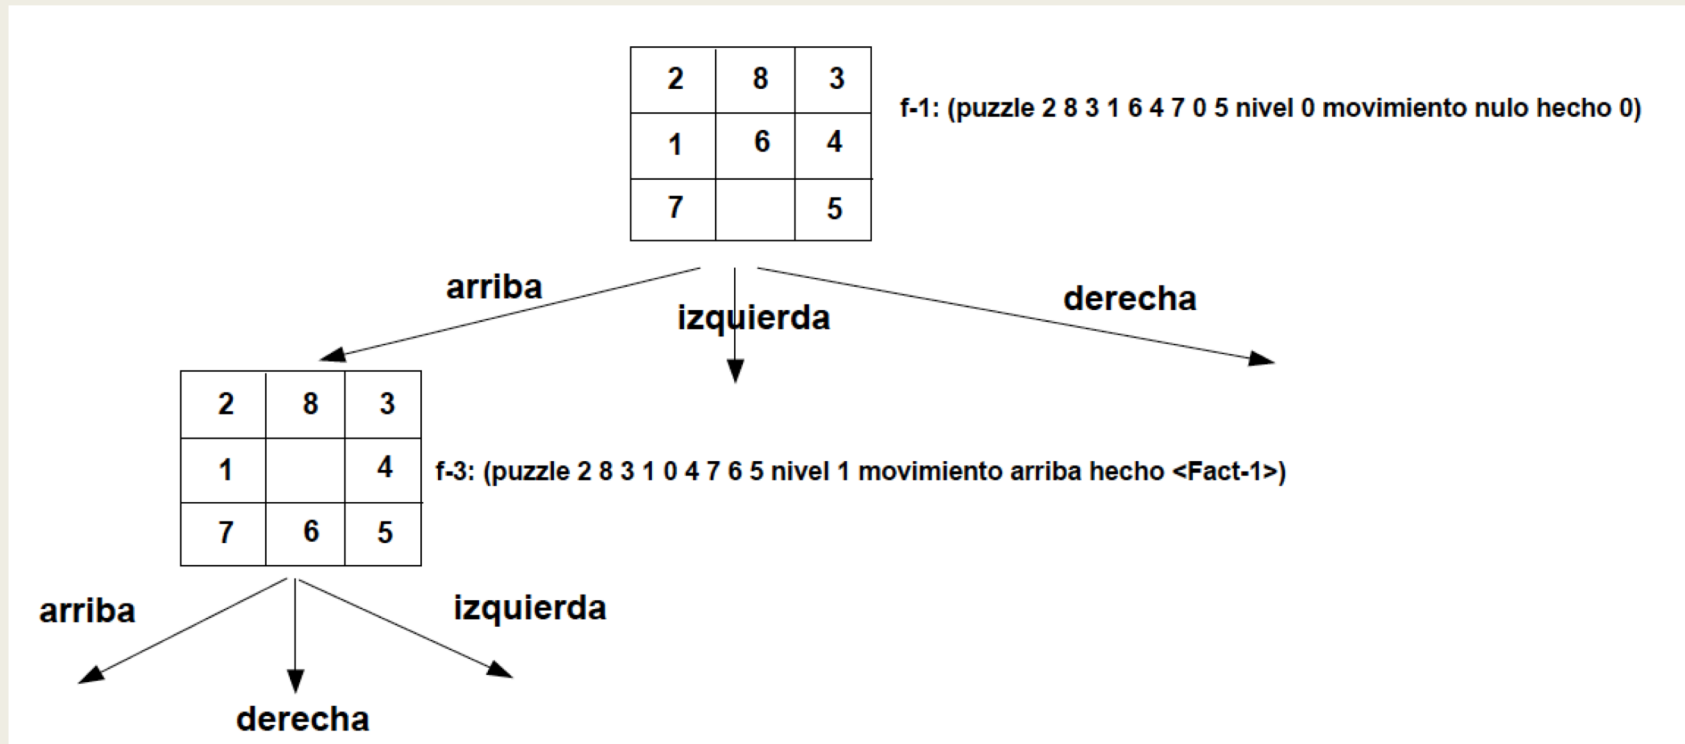 2 8 3
f-1: (puzzle 2 8 3 1 6 4 7 0 5 nivel 0 movimiento nulo hecho 0)
1 6 4
7 5
arriba
izquierda
derecha
2 8 3
1 4
f-3: (puzzle 2 8 3 1 0 4 7 6 5 nivel 1 movimiento arriba hecho <Fact-1>)
7 6 5
arriba
izquierda
derecha